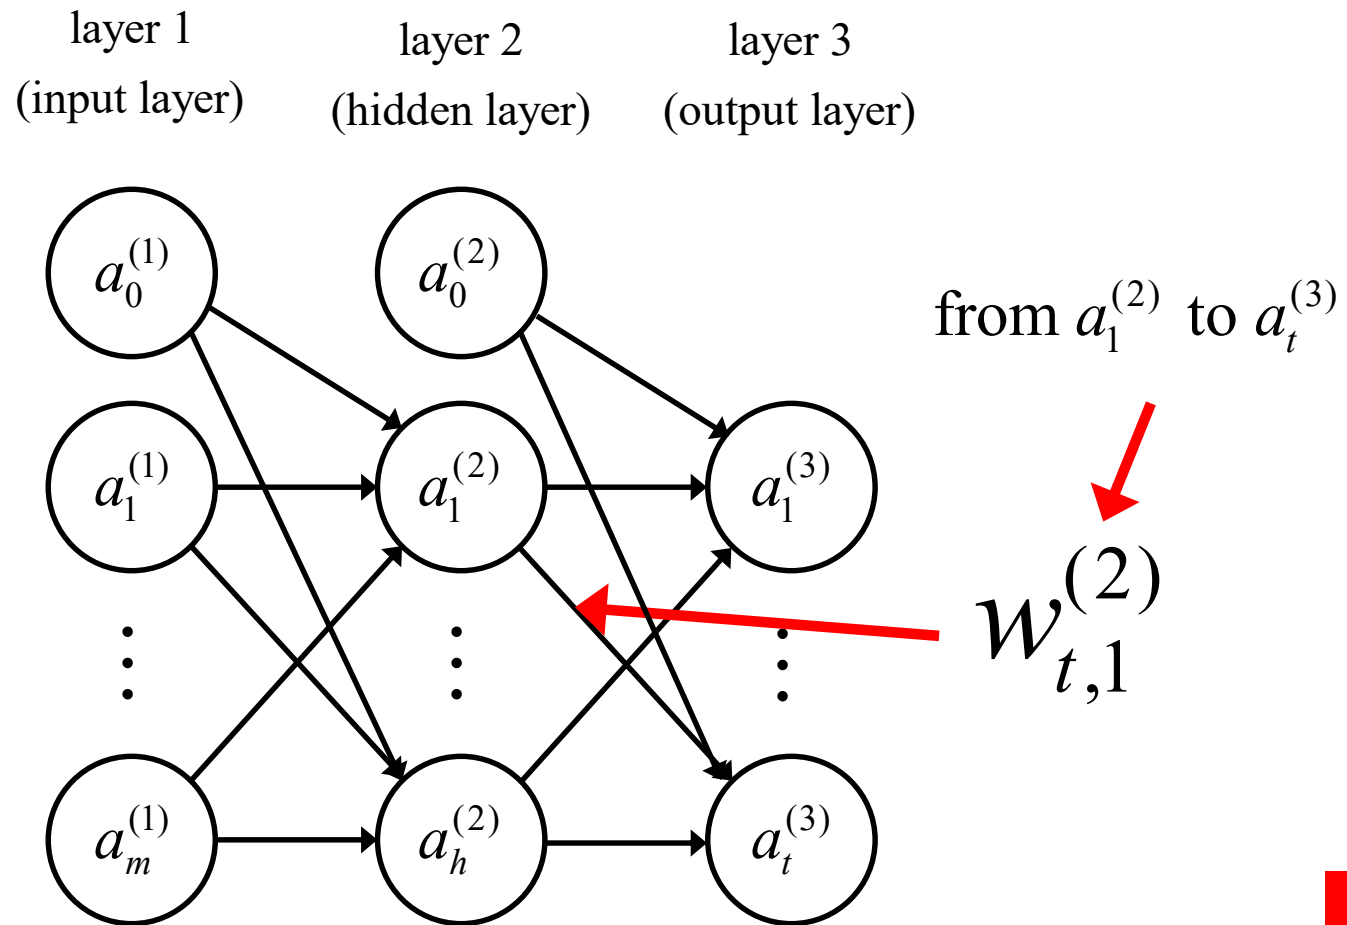 layer 1
(input layer)
layer 2
(hidden layer)
layer 3
(output layer)
a_0^{(1)}
a_0^{(2)}
from a_1^{(2)} to a_t^{(3)}
a_1^{(1)}
a_1^{(2)}
a_1^{(3)}
w_{t,1}^{(2)}
a_m^{(1)}
a_h^{(2)}
a_t^{(3)}